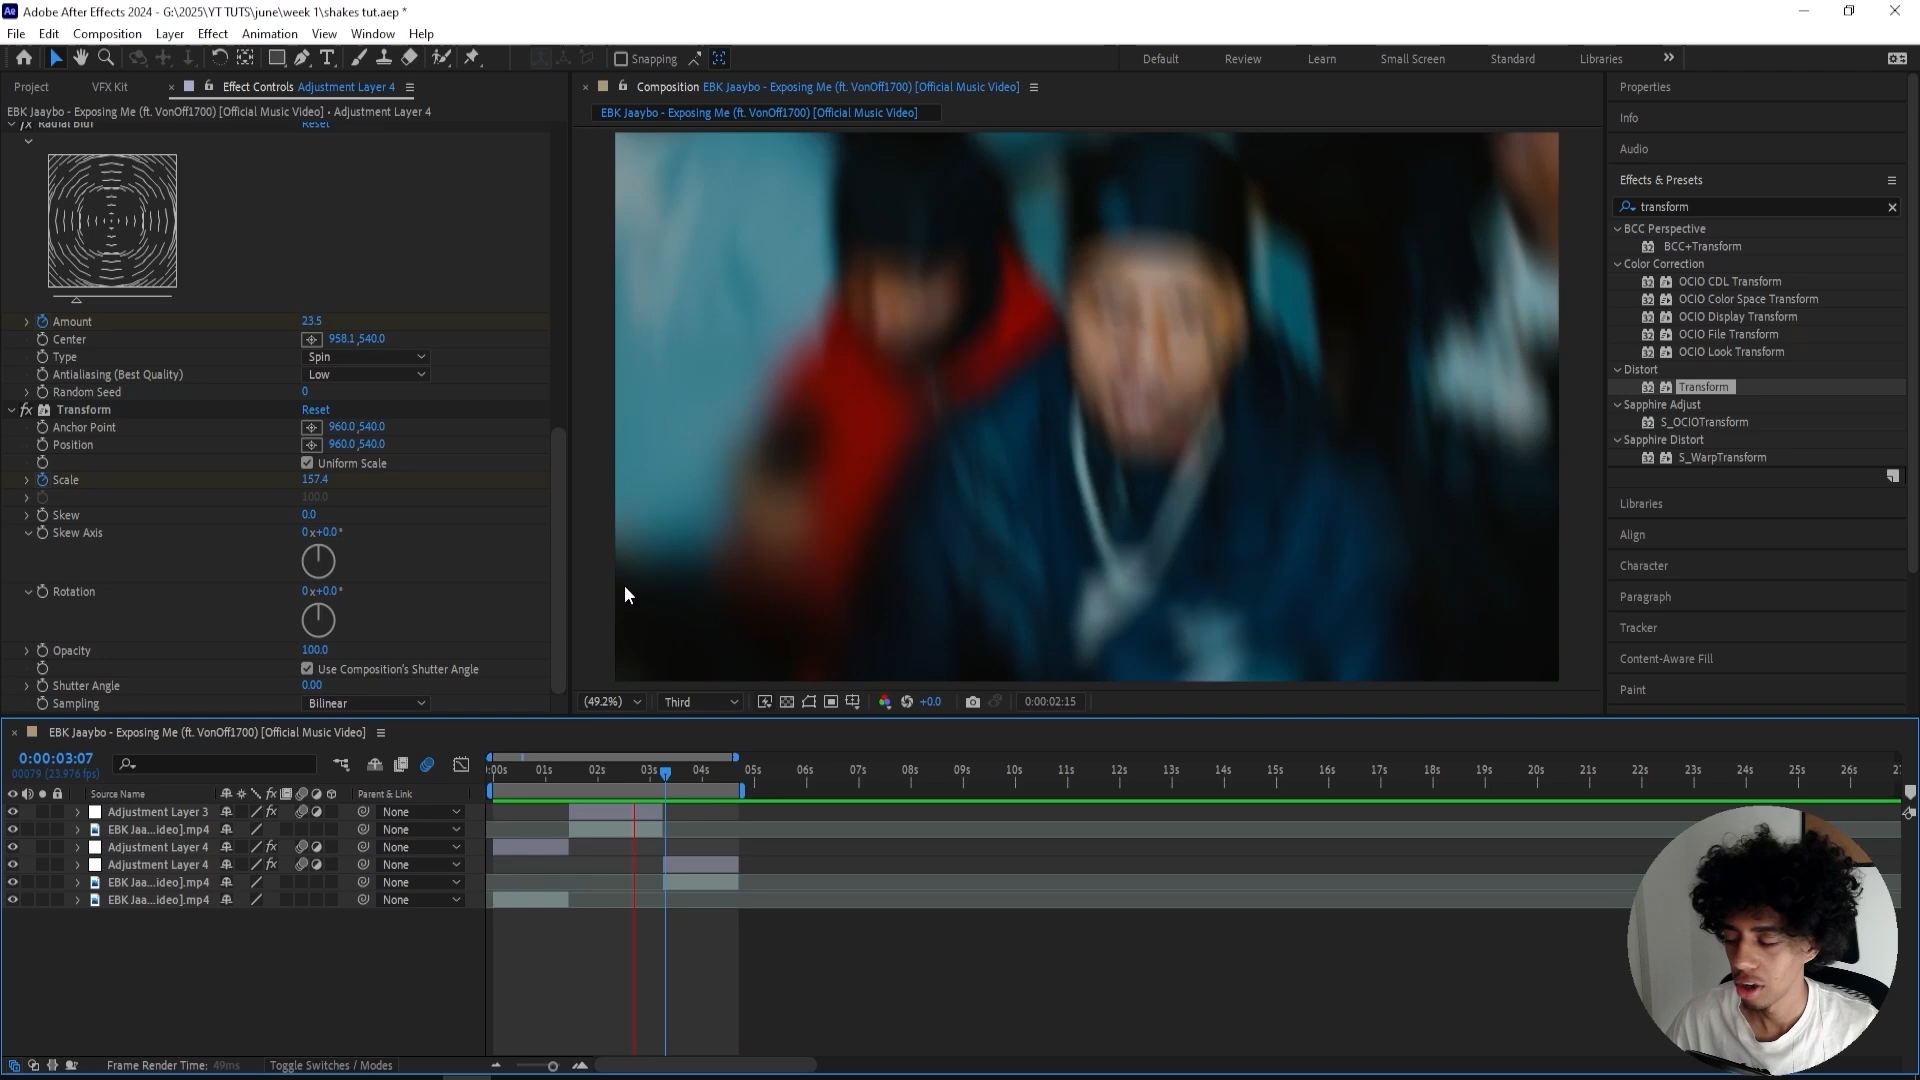 Adobe After Effects 2024 - G:\2025\YT TUTS\june\week 1\shakes tut.aep *
File Edit Composition Layer Effect Animation View Window Help
Snapping Default Review Learn Small Screen Standard Libraries
Project VFX Kit Effect Controls Adjustment Layer 4
EBK Jaaybo - Exposing Me (ft. VonOff1700) [Official Music Video] • Adjustment Layer 4
Radial Blur Reset
Amount 23.5
Center 958.1,540.0
Type Spin
Antialiasing (Best Quality) Low
Random Seed 0
fx Transform Reset
Anchor Point 960.0,540.0
Position 960.0,540.0
Uniform Scale
Scale 157.4
100.0
Skew 0.0
Skew Axis 0x+0.0°
Rotation 0x+0.0°
Opacity 100.0
Use Composition's Shutter Angle
Shutter Angle 0,00
Sampling Bilinear
Composition EBK Jaaybo - Exposing Me (ft. VonOff1700) [Official Music Video]
EBK Jaaybo - Exposing Me (ft. VonOff1700) [Official Music Video]
(49.2%) Third +0.0 0:00:02:15
Properties
Info
Audio
Effects & Presets
transform
BCC Perspective
BCC+Transform
Color Correction
OCIO CDL Transform
OCIO Color Space Transform
OCIO Display Transform
OCIO File Transform
OCIO Look Transform
Distort
Transform
Sapphire Adjust
S_OCIOTransform
Sapphire Distort
S_WarpTransform
Libraries
Align
Character
Paragraph
Tracker
Content-Aware Fill
Paint
EBK Jaaybo - Exposing Me (ft. VonOff1700) [Official Music Video]
0:00:03:07
00079 (23.976 fps)
:00s 01s 02s 03s 04s 05s 06s 07s 08s 09s 10s 11s 12s 13s 14s 15s 16s 17s 18s 19s 20s 21s 22s 23s 24s 25s 26s
Source Name Parent & Link
Adjustment Layer 3 fx None
EBK Jaa...ideo].mp4 None
Adjustment Layer 4 fx None
Adjustment Layer 4 fx None
EBK Jaa...ideo].mp4 None
EBK Jaa...ideo].mp4 None
Frame Render Time: 49ms Toggle Switches / Modes